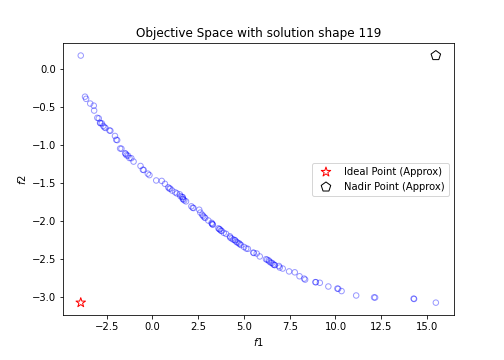 Objective Space with solution shape 119
f2
0.0
−0.5
−1.0
−1.5
−2.0
−2.5
−3.0
Ideal Point (Approx)
Nadir Point (Approx)
−2.5 0.0 2.5 5.0 7.5 10.0 12.5 15.0
f1